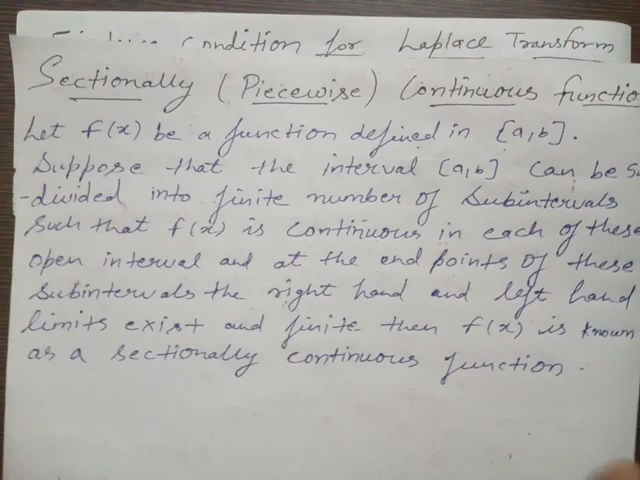 condition for Laplace Transform
Sectionally (Piecewise) Continuous functio
Let f(x) be a function defined in [a,b].
Suppose that the interval [a,b] can be s
-divided into finite number of subintervals
such that f(x) is continuous in each of these
open interval and at the end points of these
subintervals the right hand and left hand
limits exist and finite then f(x) is known
as a sectionally continuous function.